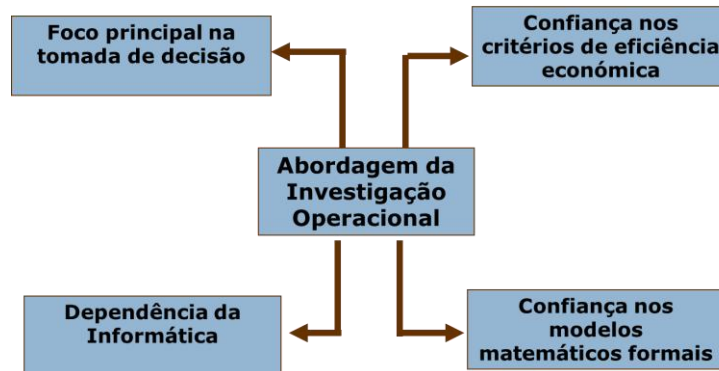 Foco principal na
tomada de decisão
Confiança nos
critérios de eficiência
económica
Abordagem da
Investigação
Operacional
Dependência da
Informática
Confiança nos
modelos
matemáticos formais